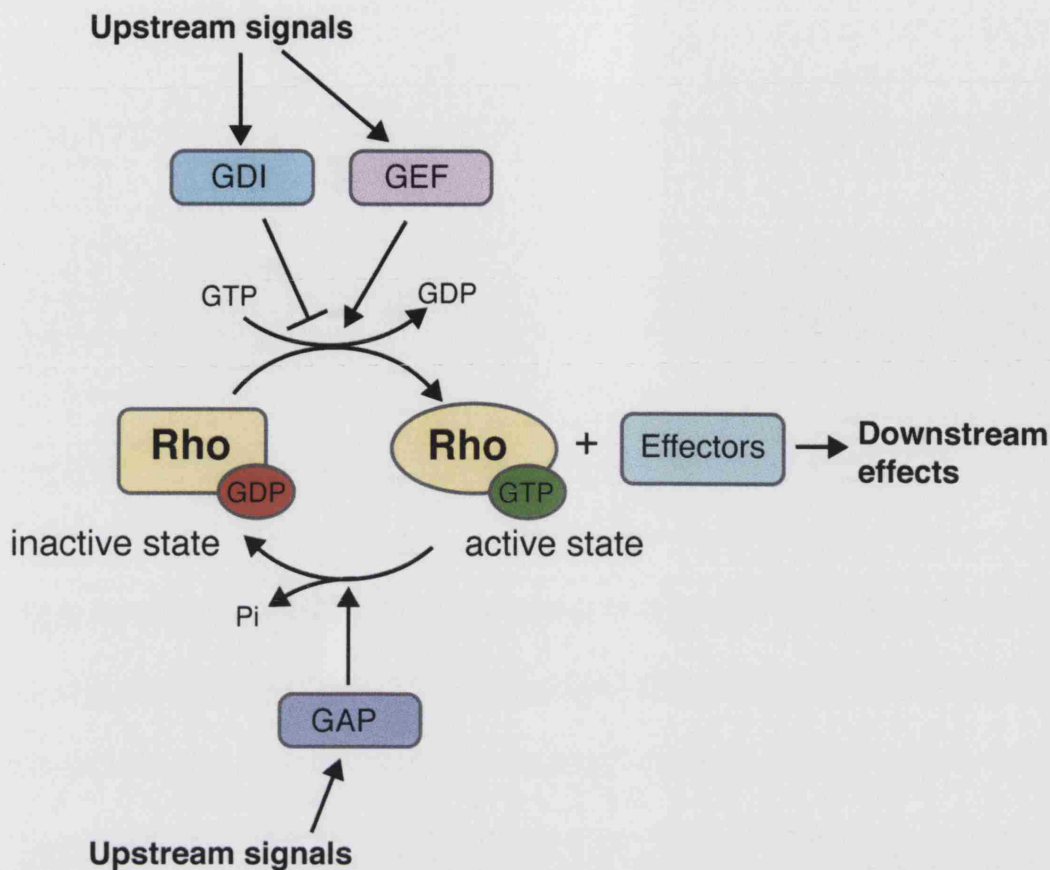 Upstream signals
GDI
GEF
GTP
GDP
Rho
GDP
inactive state
Rho
GTP
active state
+
Effectors
Downstream
effects
Pi
GAP
Upstream signals